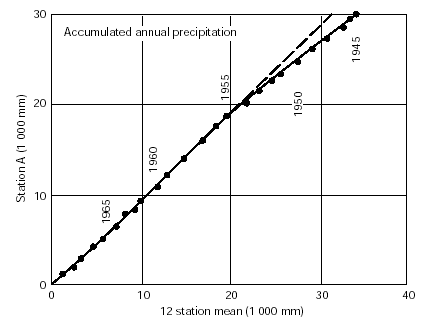 Accumulated annual precipitation
30
20
10
0
Station A (1 000 mm)
1965
1960
1955
1950
1945
0 10 20 30 40
12 station mean (1 000 mm)